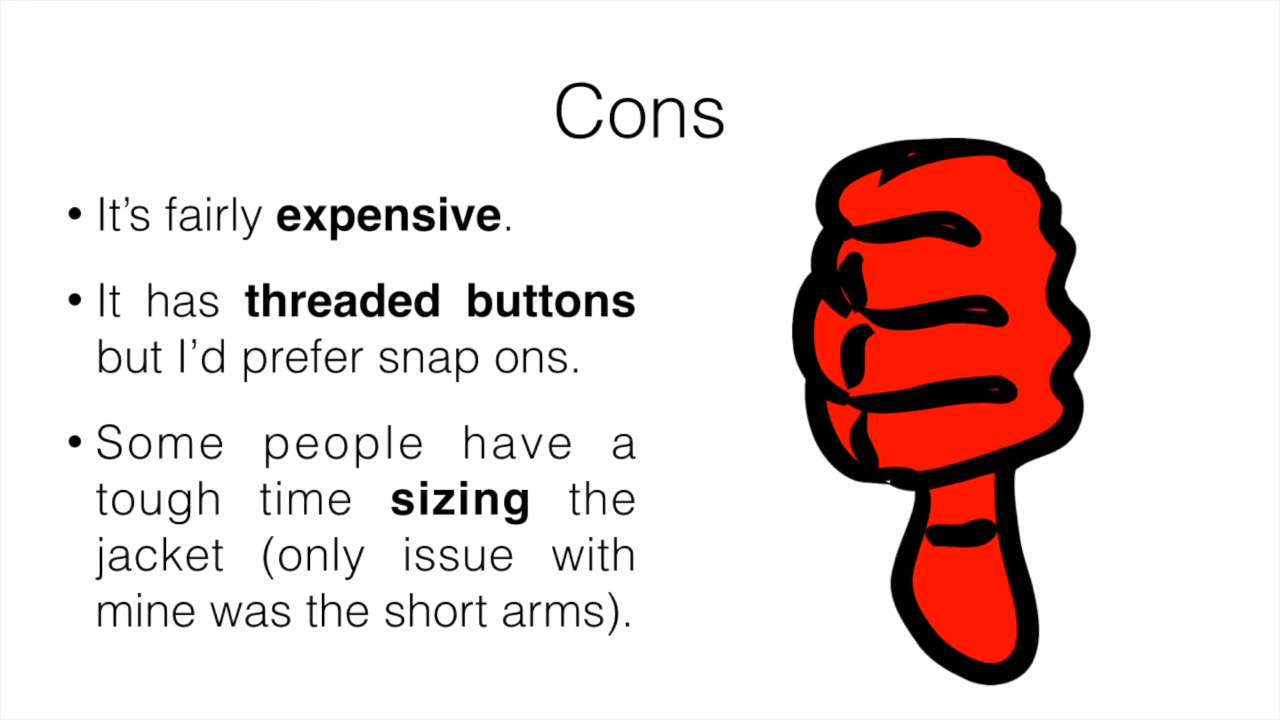 Cons
• It’s fairly expensive.
• It has threaded buttons
but I’d prefer snap ons.
• Some people have a
tough time sizing the
jacket (only issue with
mine was the short arms).